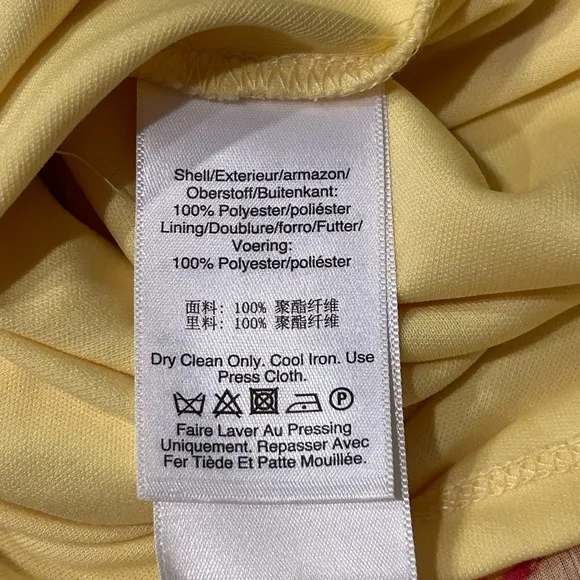 Shell/Exterieur/armazon/
Oberstoff/Buitenkant:
100% Polyester/poliéster
Lining/Doublure/forro/Futter/
Voering:
100% Polyester/poliéster
面料: 100% 聚酯纤维
里料: 100% 聚酯纤维
Dry Clean Only. Cool Iron. Use
Press Cloth.
P
Faire Laver Au Pressing
Uniquement. Repasser Avec
Fer Tiède Et Patte Mouillée.